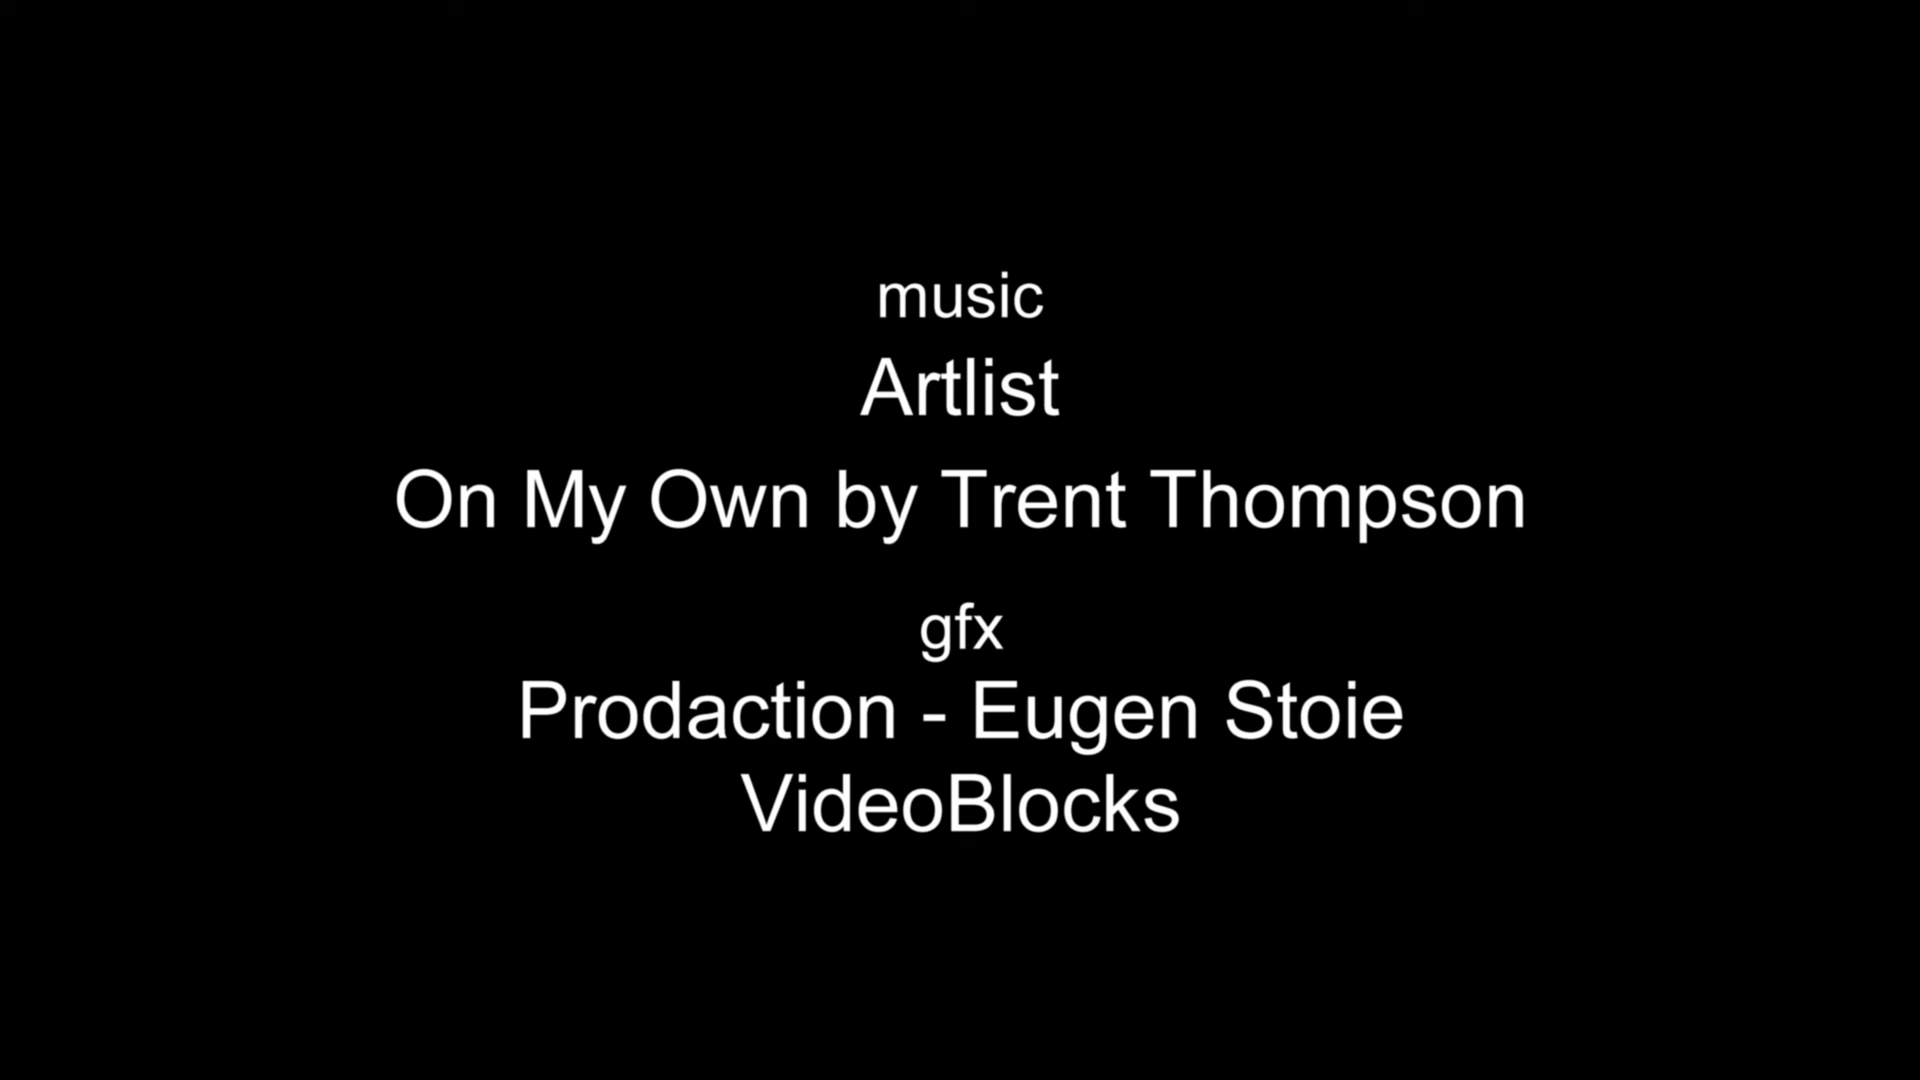 music
Artlist
On My Own by Trent Thompson
gfx
Prodaction - Eugen Stoie
VideoBlocks